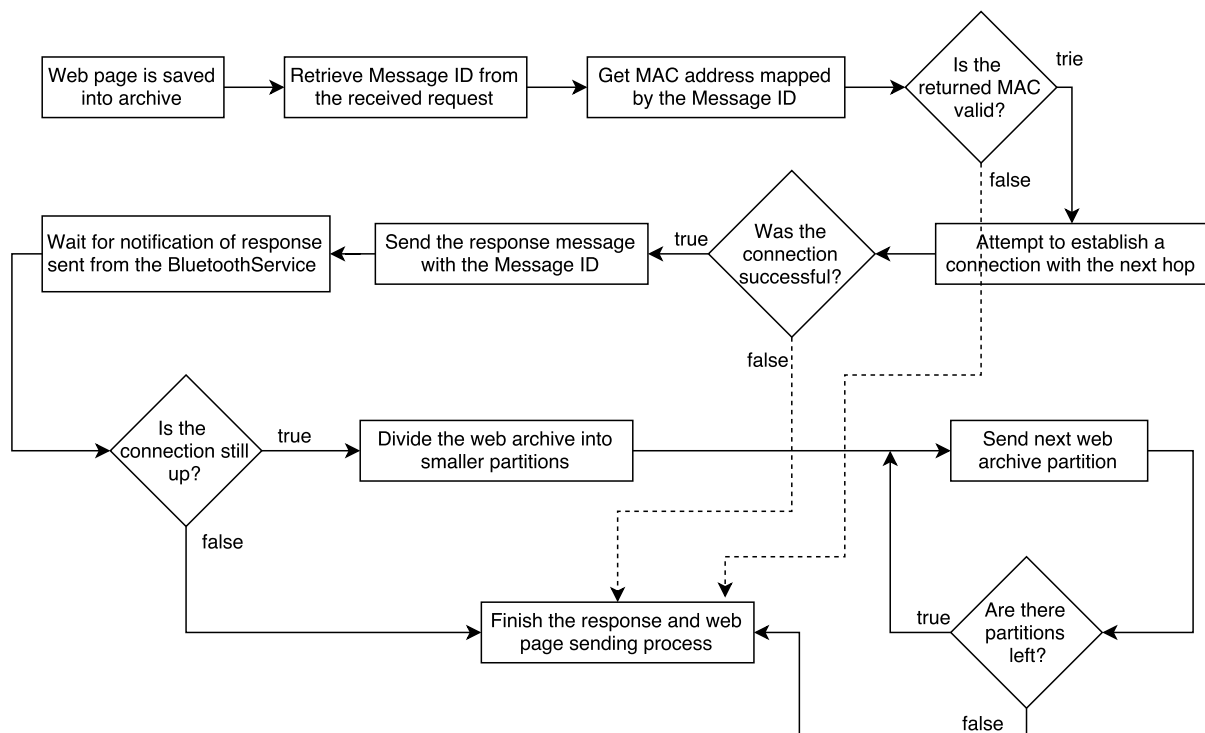 Web page is saved
into archive
Retrieve Message ID from
the received request
Get MAC address mapped
by the Message ID
Is the
returned MAC
valid?
trie
false
Attempt to establish a
connection with the next hop
Was the
connection
successful?
true
false
Send the response message
with the Message ID
Wait for notification of response
sent from the BluetoothService
Is the
connection still
up?
true
false
Divide the web archive into
smaller partitions
Send next web
archive partition
Are there
partitions
left?
true
false
Finish the response and web
page sending process